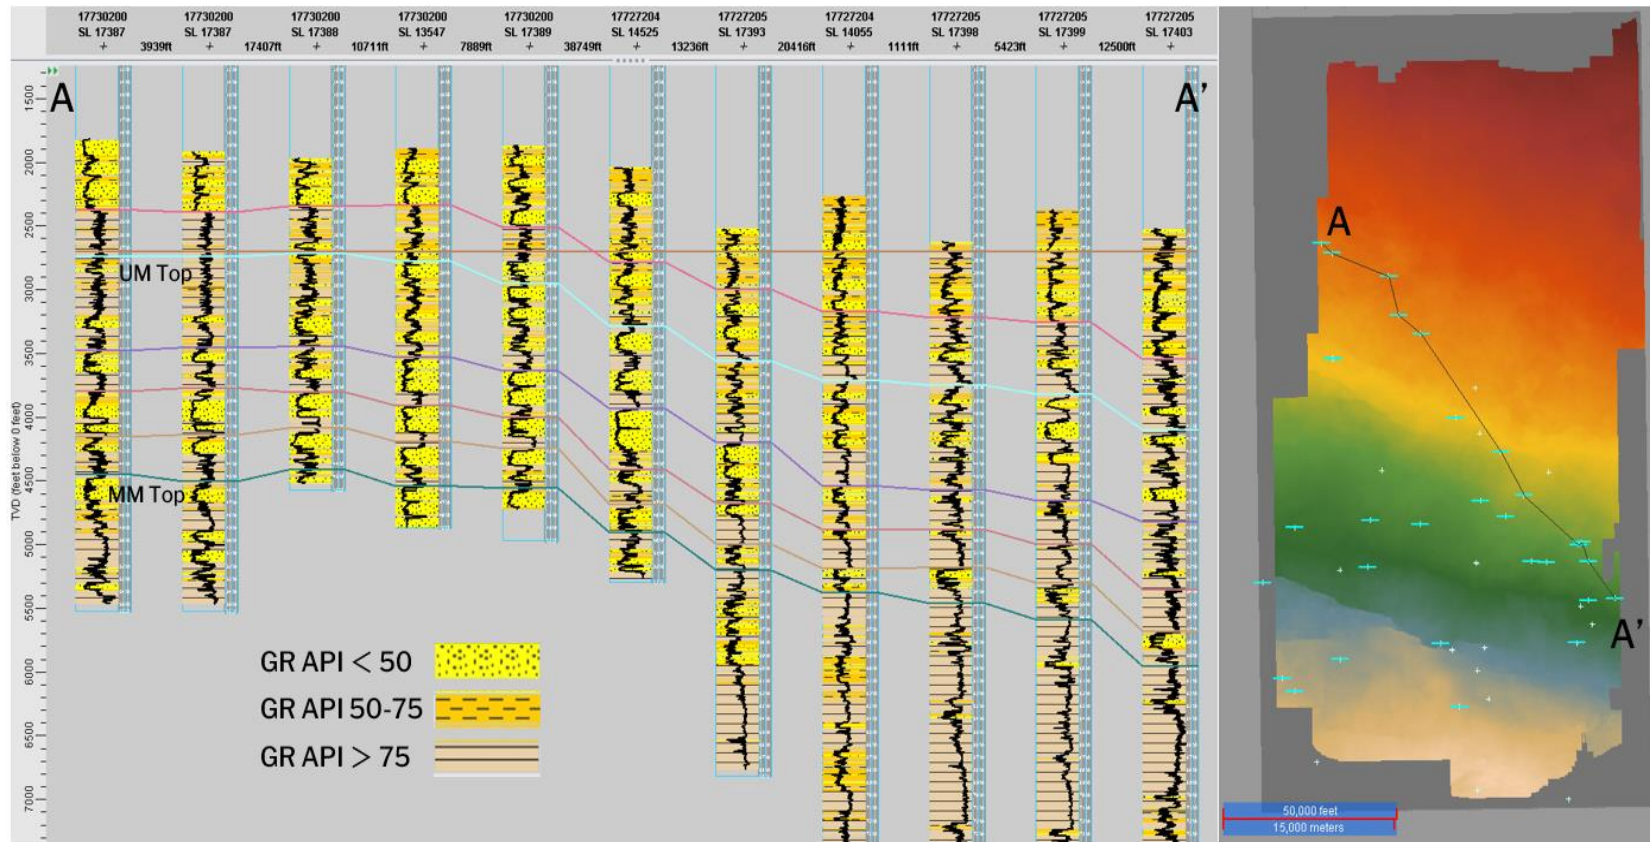 17730200 17730200 17730200 17730200 17730200 17727204 17727205 17727204 17727205 17727205 17727205
SL 17387 SL 17387 SL 17388 SL 13547 SL 17389 SL 14525 SL 17393 SL 14055 SL 17398 SL 17399 SL 17403
3939ft 17407ft 10711ft 7889ft 38749ft 13236ft 20416ft 1111ft 5423ft 12500ft
A A'
1500
2000
2500
UM Top
3000
3500
4000
4500
MM Top
5000
5500
6000
6500
7000
TVD (feet below 0 feet)
GR API < 50
GR API 50-75
GR API > 75
A
A'
50,000 feet
15,000 meters